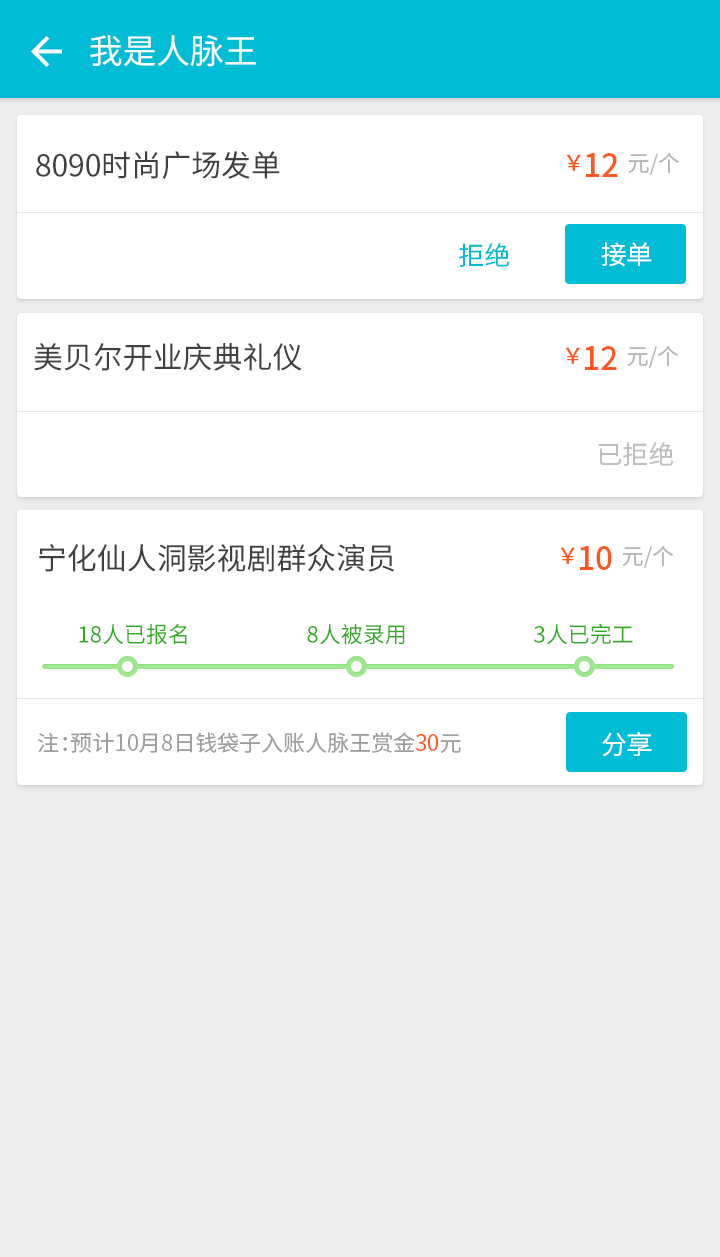 我是人脉王
8090时尚广场发单 ¥12 元/个
拒绝 接单
美贝尔开业庆典礼仪 ¥12 元/个
已拒绝
宁化仙人洞影视剧群众演员 ¥10 元/个
18人已报名 8人被录用 3人已完工
注:预计10月8日钱袋子入账人脉王赏金30元 分享